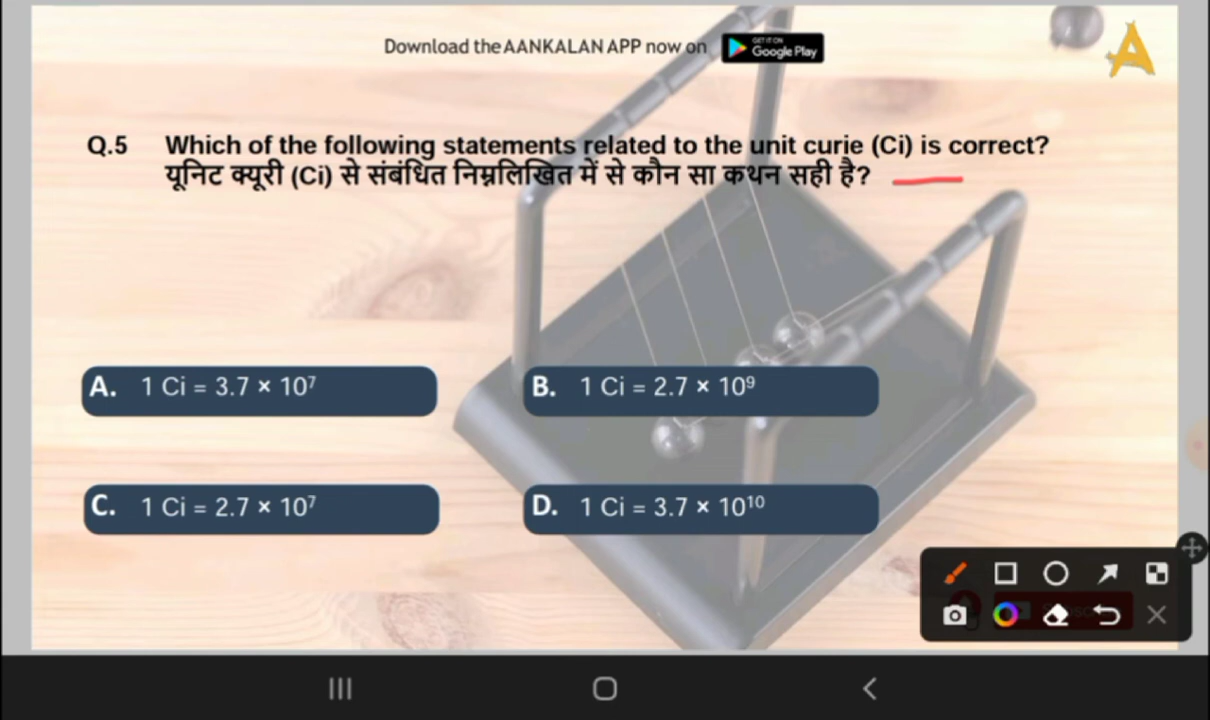 Download the AANKALAN APP now on GET IT ON Google Play
A
Q.5 Which of the following statements related to the unit curie (Ci) is correct?
यूनिट क्यूरी (Ci) से संबंधित निम्नलिखित में से कौन सा कथन सही है?
A. 1 Ci = 3.7 × 10⁷
B. 1 Ci = 2.7 × 10⁹
C. 1 Ci = 2.7 × 10⁷
D. 1 Ci = 3.7 × 10¹⁰